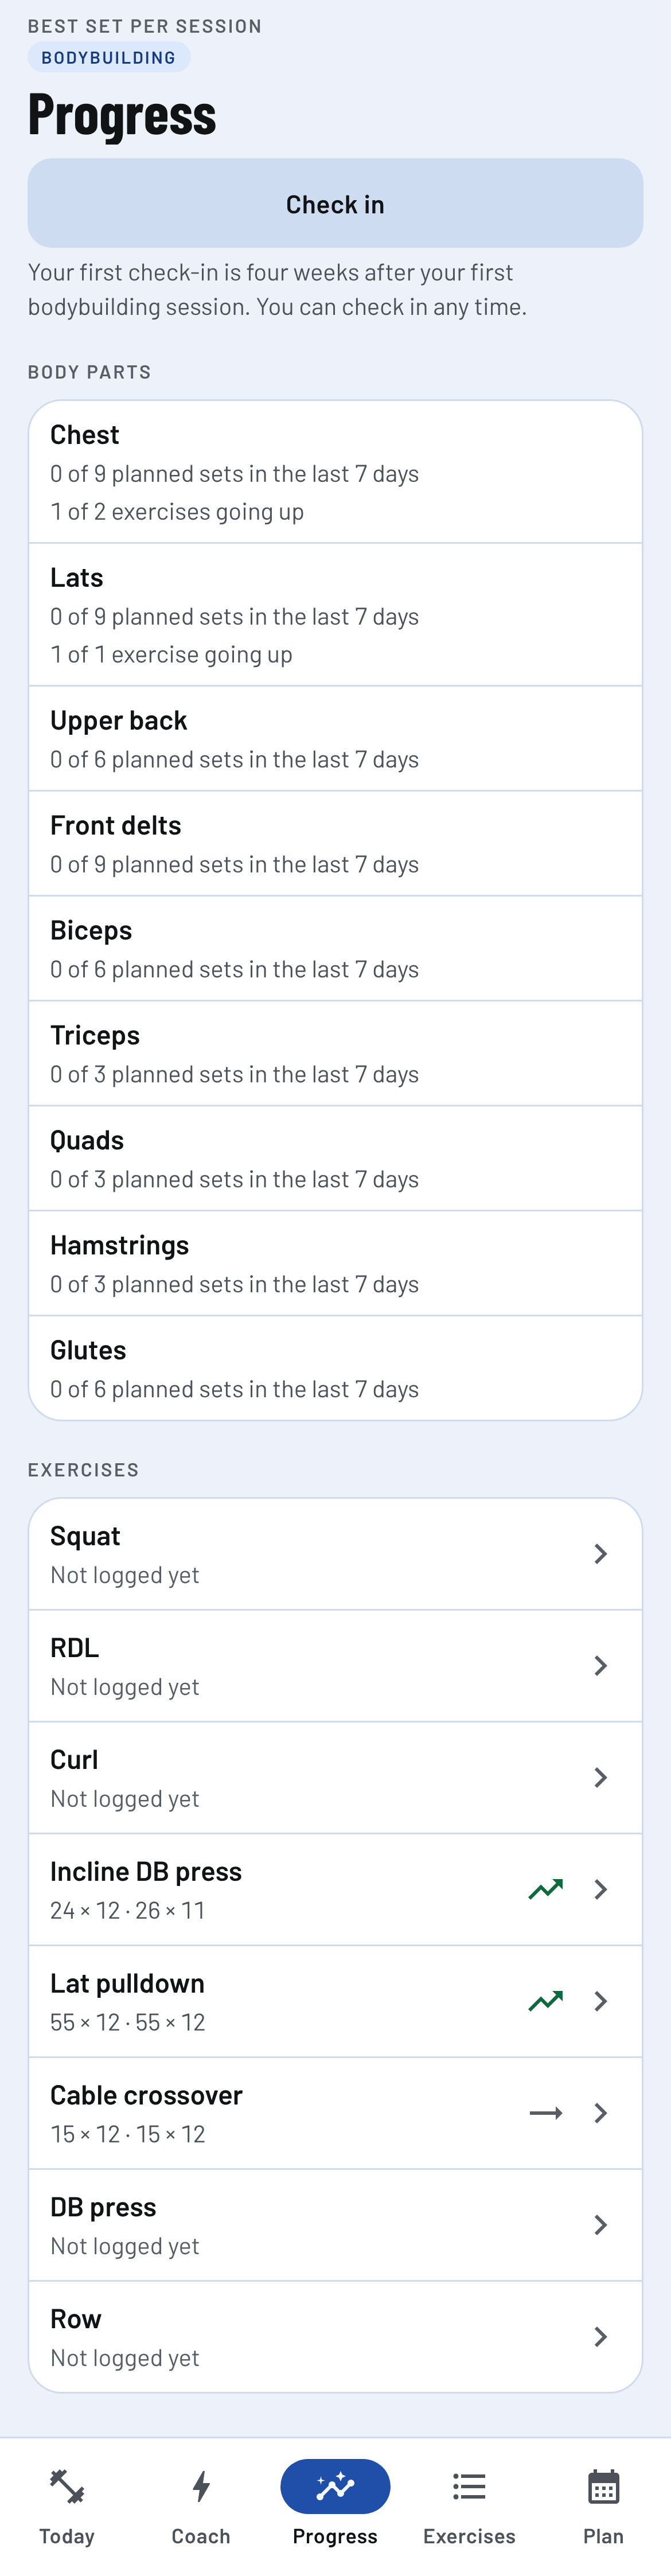 BEST SET PER SESSION
BODYBUILDING
Progress
Check in
Your first check-in is four weeks after your first
bodybuilding session. You can check in any time.
BODY PARTS
Chest
0 of 9 planned sets in the last 7 days
1 of 2 exercises going up
Lats
0 of 9 planned sets in the last 7 days
1 of 1 exercise going up
Upper back
0 of 6 planned sets in the last 7 days
Front delts
0 of 9 planned sets in the last 7 days
Biceps
0 of 6 planned sets in the last 7 days
Triceps
0 of 3 planned sets in the last 7 days
Quads
0 of 3 planned sets in the last 7 days
Hamstrings
0 of 3 planned sets in the last 7 days
Glutes
0 of 6 planned sets in the last 7 days
EXERCISES
Squat
Not logged yet
RDL
Not logged yet
Curl
Not logged yet
Incline DB press
24 × 12 · 26 × 11
Lat pulldown
55 × 12 · 55 × 12
Cable crossover
15 × 12 · 15 × 12
DB press
Not logged yet
Row
Not logged yet
Today Coach Progress Exercises Plan